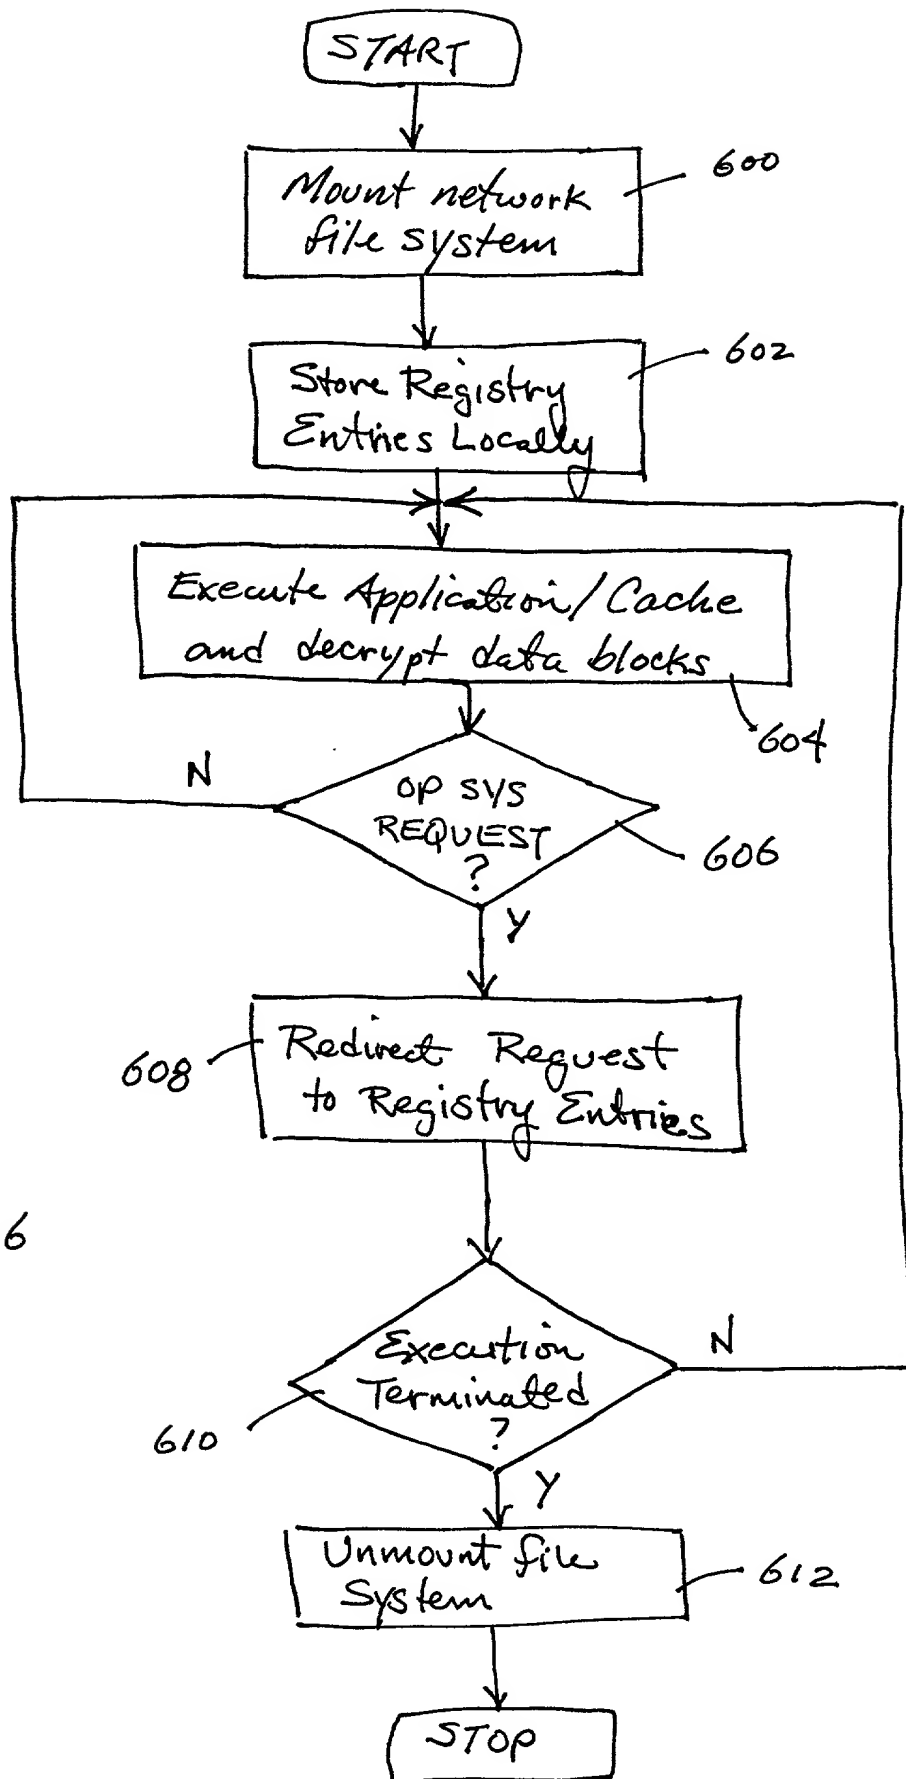 START
Mount network
file system
600
Store Registry
Entries Locally
602
Execute Application/Cache
and decrypt data blocks
604
N
OP SYS
REQUEST
?
606
Y
608
Redirect Request
to Registry Entries
6
Execution
Terminated
?
N
610
Y
Unmount file
System
612
STOP